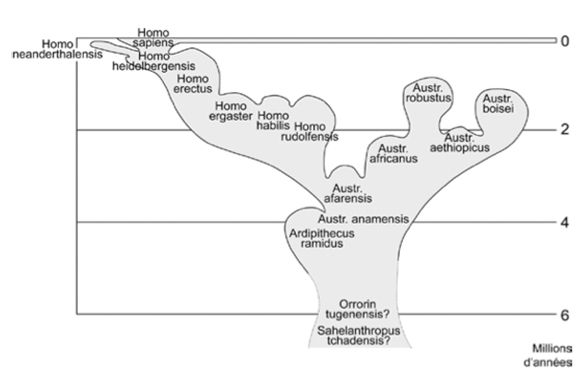 Homo
sapiens
0
Homo
neanderthalensis
Homo
heidelbergensis
Homo
erectus
Austr.
robustus
Austr.
boisei
Homo
ergaster
Homo
habilis
Homo
rudolfensis
2
Austr.
africanus
Austr.
aethiopicus
Austr.
afarensis
Austr. anamensis
4
Ardipithecus
ramidus
Orrorin
tugenensis?
6
Sahelanthropus
tchadensis?
Millions
d'années